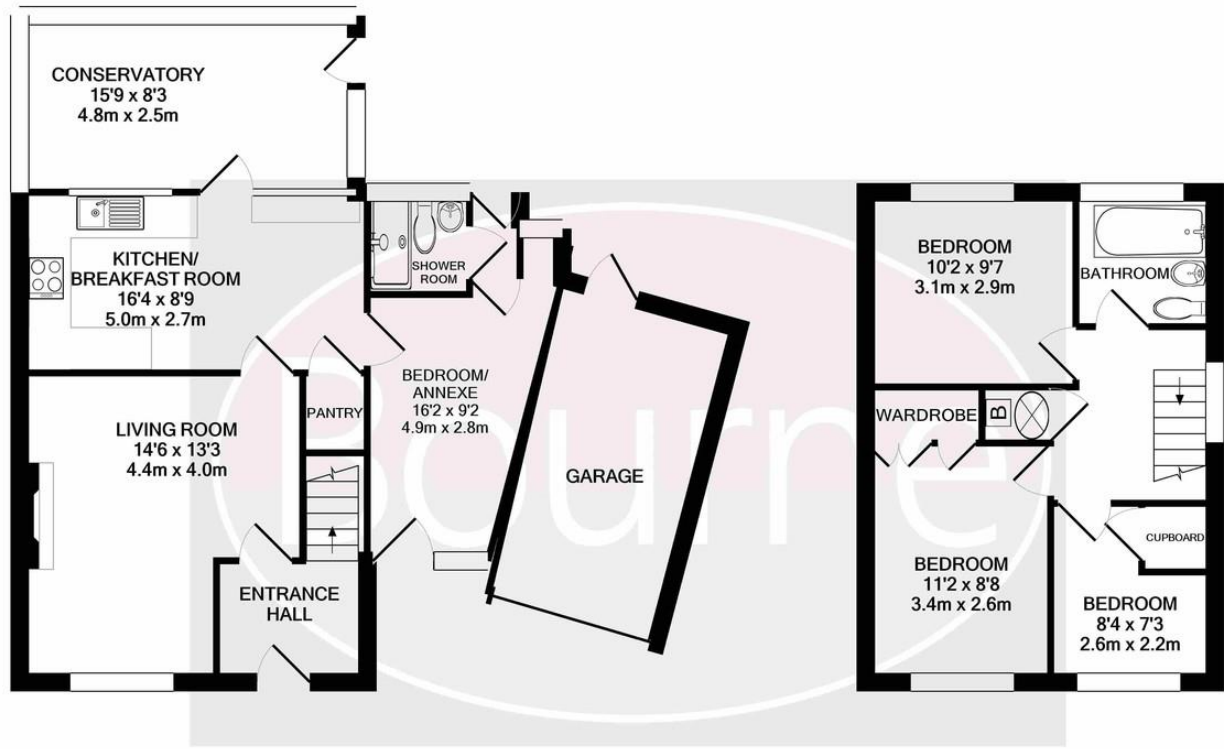 CONSERVATORY
15'9 x 8'3
4.8m x 2.5m
KITCHEN/
BREAKFAST ROOM
16'4 x 8'9
5.0m x 2.7m
SHOWER
ROOM
BEDROOM/
ANNEXE
16'2 x 9'2
4.9m x 2.8m
PANTRY
LIVING ROOM
14'6 x 13'3
4.4m x 4.0m
GARAGE
ENTRANCE
HALL
BEDROOM
10'2 x 9'7
3.1m x 2.9m
BATHROOM
WARDROBE
B
CUPBOARD
BEDROOM
11'2 x 8'8
3.4m x 2.6m
BEDROOM
8'4 x 7'3
2.6m x 2.2m
Bourne